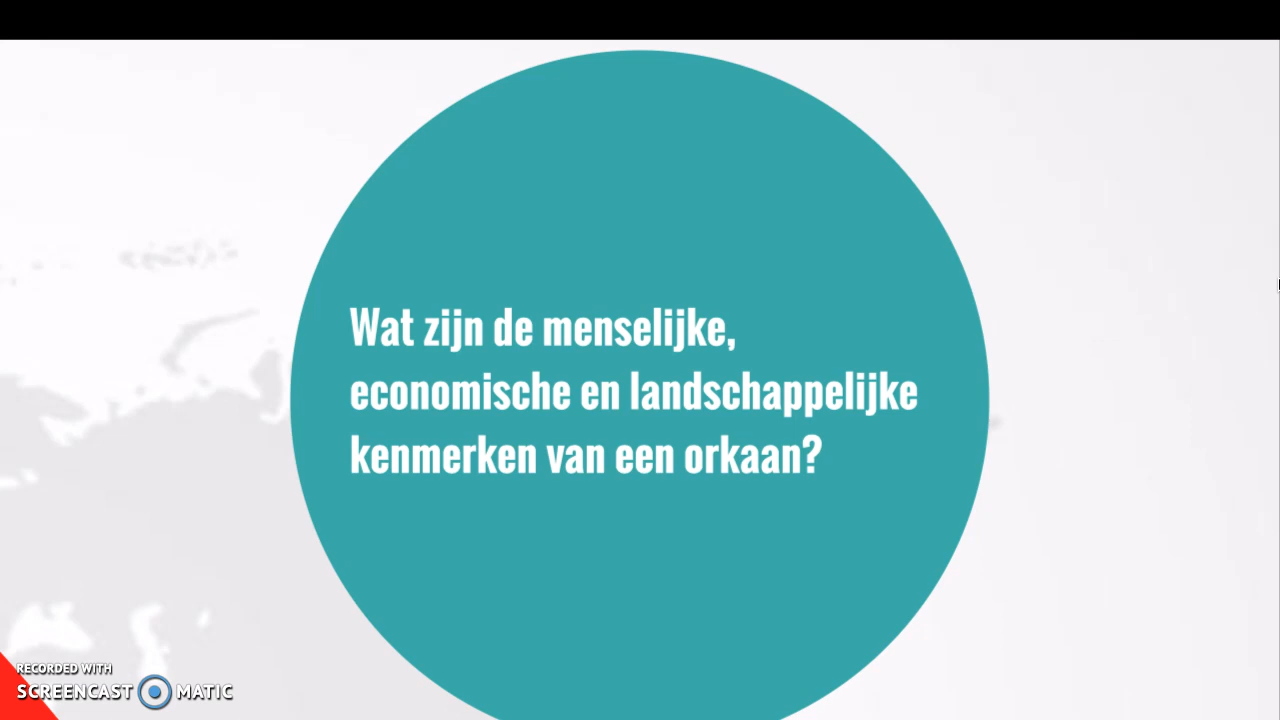 Wat zijn de menselijke,
economische en landschappelijke
kenmerken van een orkaan?
RECORDED WITH
SCREENCAST MATIC